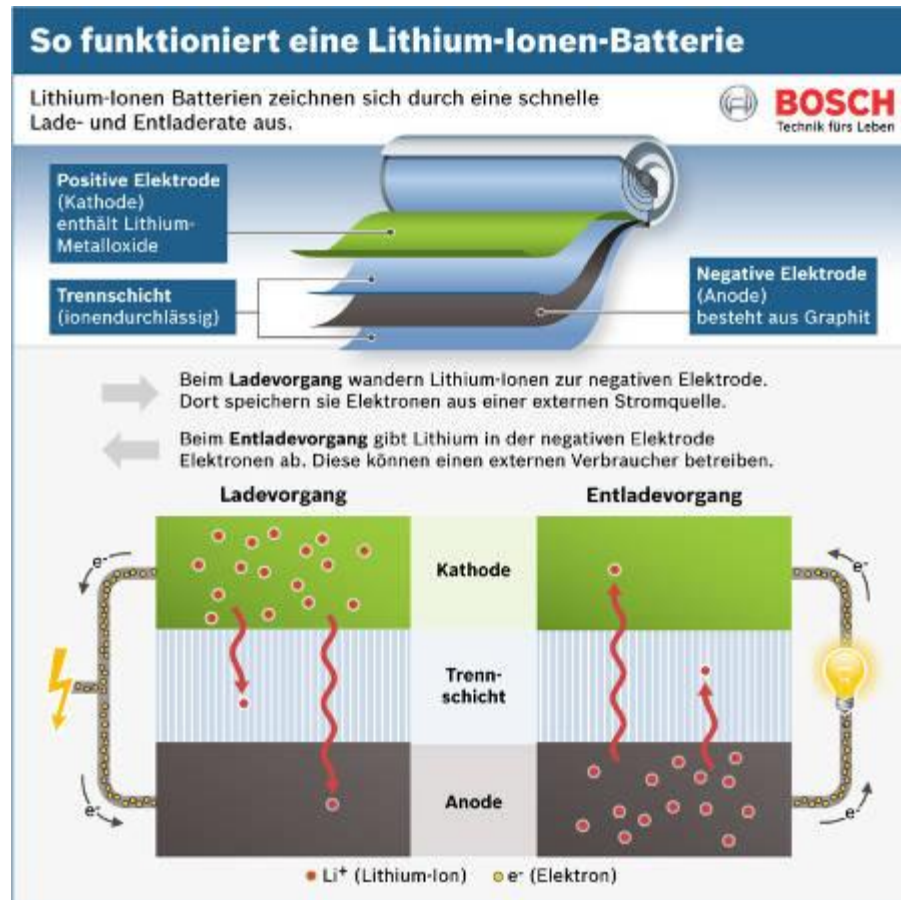 So funktioniert eine Lithium-Ionen-Batterie
Lithium-Ionen Batterien zeichnen sich durch eine schnelle
Lade- und Entladerate aus.
BOSCH
Technik fürs Leben
Positive Elektrode
(Kathode)
enthält Lithium-
Metalloxide
Trennschicht
(ionendurchlässig)
Negative Elektrode
(Anode)
besteht aus Graphit
Beim Ladevorgang wandern Lithium-Ionen zur negativen Elektrode.
Dort speichern sie Elektronen aus einer externen Stromquelle.
Beim Entladevorgang gibt Lithium in der negativen Elektrode
Elektronen ab. Diese können einen externen Verbraucher betreiben.
Ladevorgang
Entladevorgang
e-
Kathode
e-
Trenn-
schicht
e-
Anode
e-
Li+ (Lithium-Ion)
e- (Elektron)